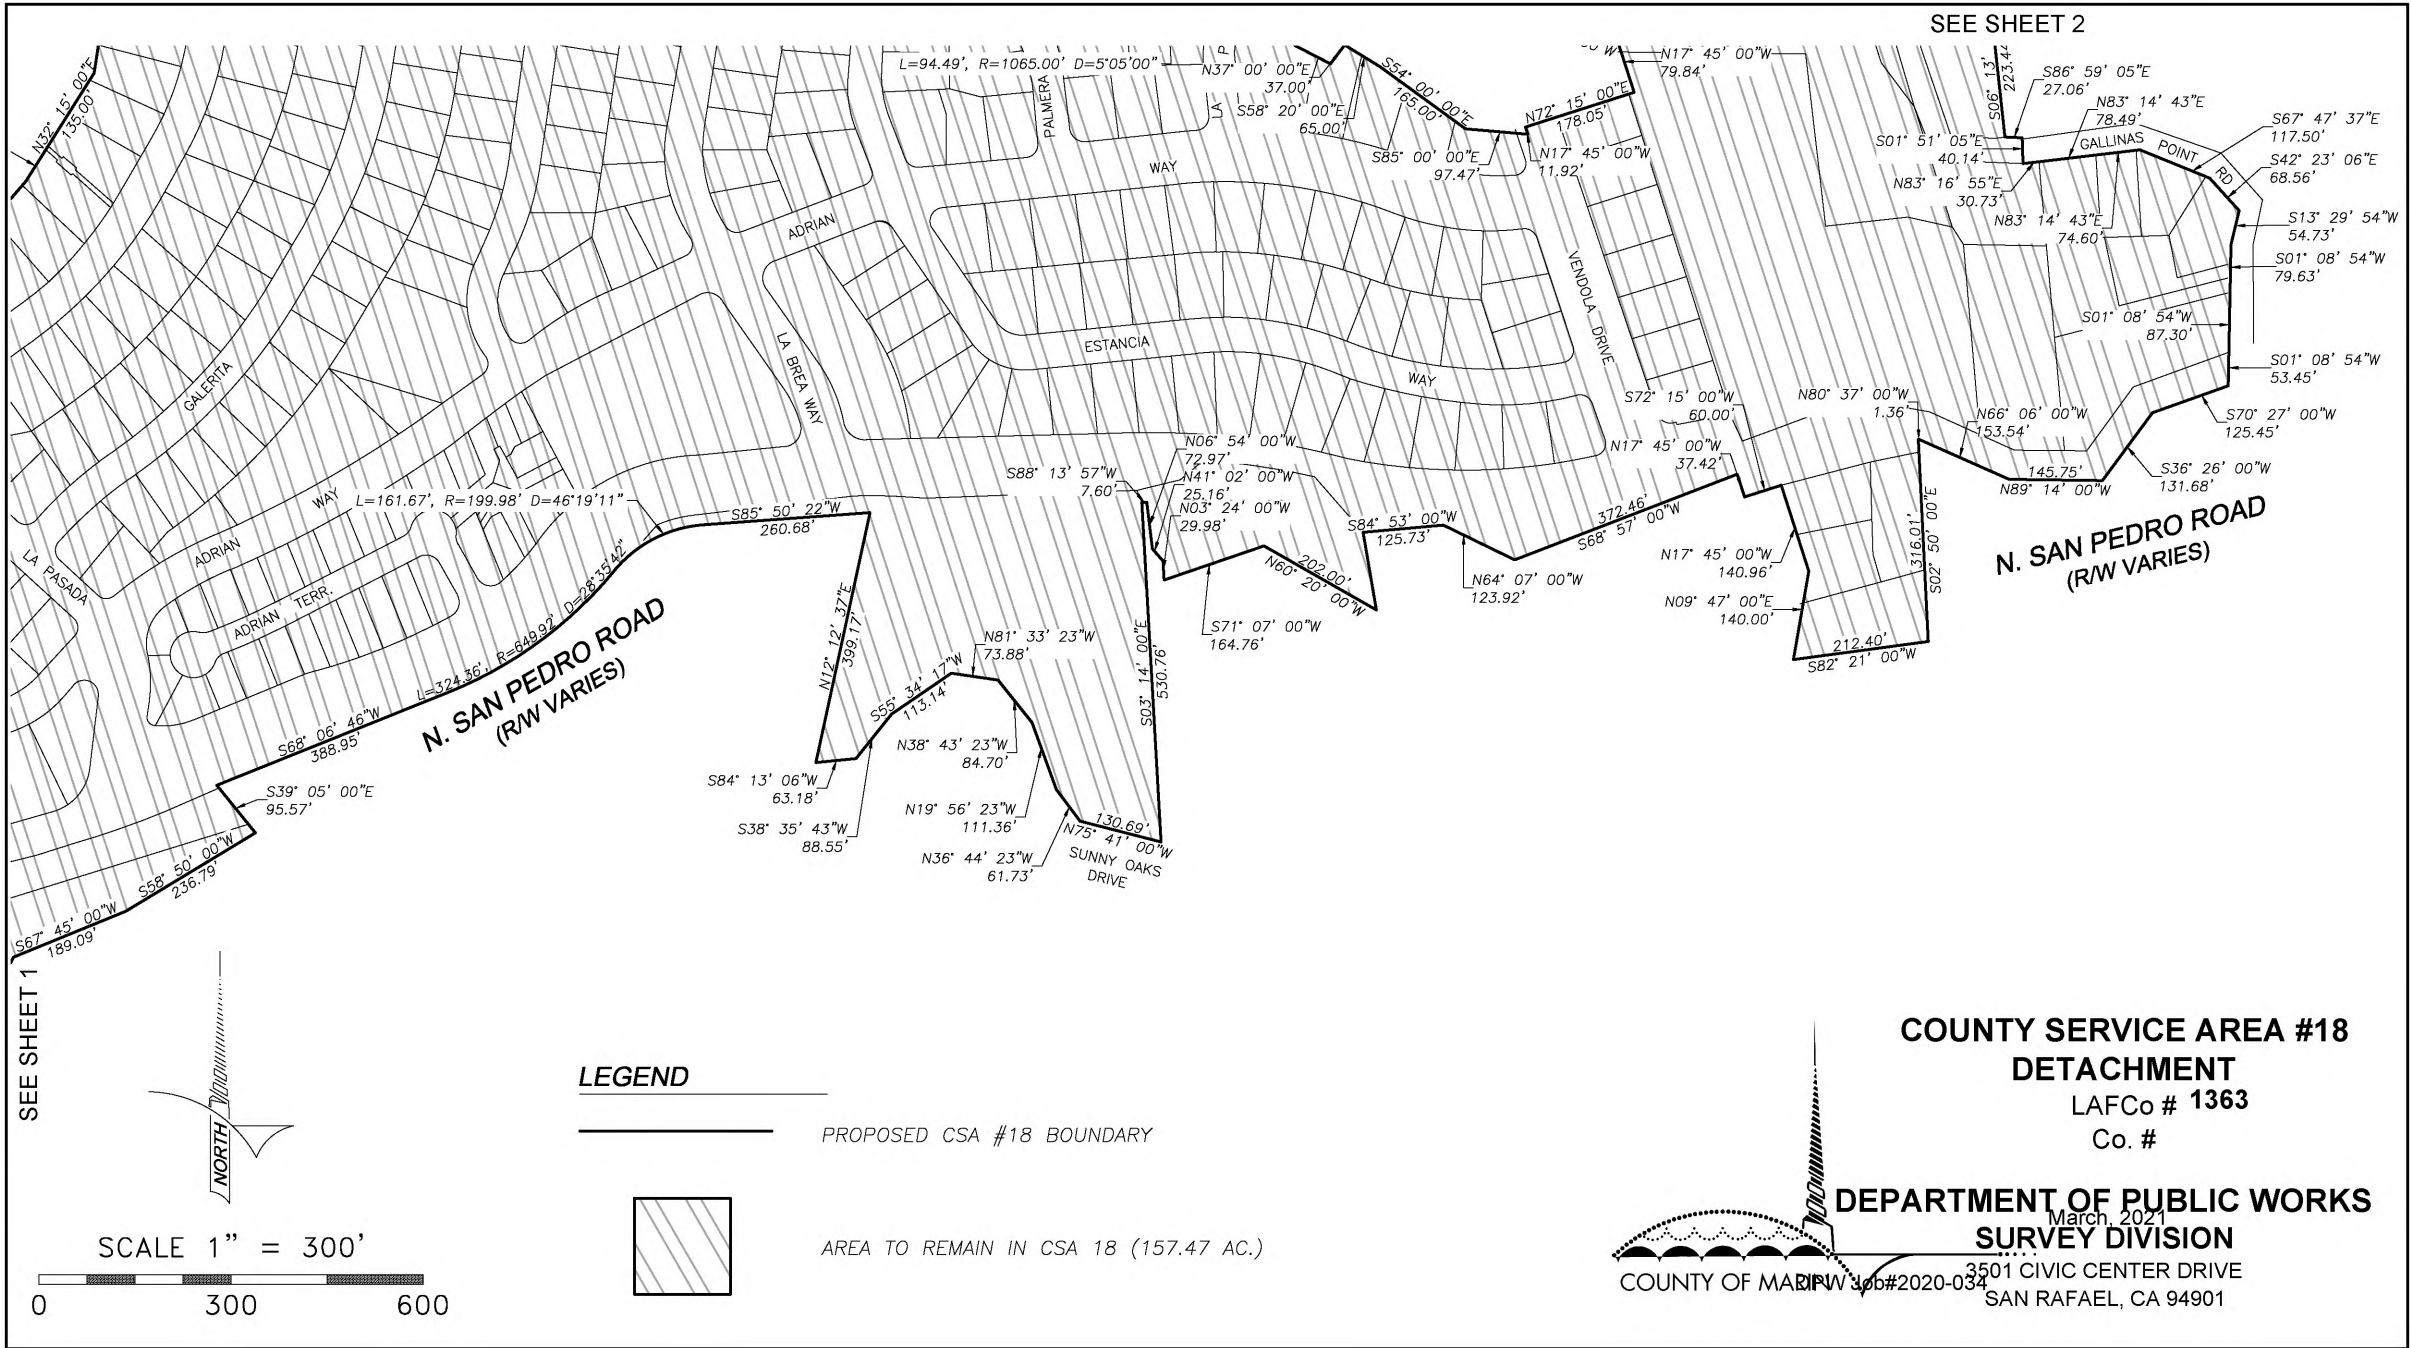 SEE SHEET 2
N32° 15' 00"E
135.00'
L=94.49', R=1065.00' D=5°05'00"
N37° 00' 00"E
37.00'
S58° 20' 00"E
65.00'
S54° 00' 00"E
165.00'
S85° 00' 00"E
97.47'
N17° 45' 00"W
79.84'
N72° 15' 00"E
178.05'
N17° 45' 00"W
11.92'
S06° 13'
S86° 59' 05"E
27.06'
N83° 14' 43"E
78.49'
S67° 47' 37"E
117.50'
S01° 51' 05"E
40.14'
GALLINAS POINT RD
S42° 23' 06"E
68.56'
N83° 16' 55"E
30.73'
N83° 14' 43"E
74.60'
S13° 29' 54"W
54.73'
S01° 08' 54"W
79.63'
S01° 08' 54"W
87.30'
S01° 08' 54"W
53.45'
S70° 27' 00"W
125.45'
S36° 26' 00"W
131.68'
145.75'
N89° 14' 00"W
N66° 06' 00"W
153.54'
N80° 37' 00"W
1.36'
S72° 15' 00"W
60.00'
N17° 45' 00"W
37.42'
PALMERA
LA
WAY
ADRIAN
VENDOLA DRIVE
ESTANCIA
WAY
LA BREA WAY
GALERITA
WAY
ADRIAN
LA PASADA
ADRIAN TERR.
L=161.67', R=199.98' D=46°19'11"
S85° 50' 22"W
260.68'
S88° 13' 57"W
7.60'
N06° 54' 00"W
72.97'
N41° 02' 00"W
25.16'
N03° 24' 00"W
29.98'
S84° 53' 00"W
125.73'
372.46'
S68° 57' 00"W
202.00'
N60° 20' 00"W
N64° 07' 00"W
123.92'
S71° 07' 00"W
164.76'
N17° 45' 00"W
140.96'
N09° 47' 00"E
140.00'
316.01'
S02° 50' 00"E
212.40'
S82° 21' 00"W
N. SAN PEDRO ROAD
(R/W VARIES)
L=324.36', R=649.92' D=28°35'42"
N. SAN PEDRO ROAD
(R/W VARIES)
S68° 06' 46"W
388.95'
S39° 05' 00"E
95.57'
S58° 50' 00"W
236.79'
S67° 45' 00"W
189.09'
N12° 12' 37"E
399.17'
S84° 13' 06"W
63.18'
S38° 35' 43"W
88.55'
S55° 34' 17"W
113.14'
N81° 33' 23"W
73.88'
N38° 43' 23"W
84.70'
N19° 56' 23"W
111.36'
N36° 44' 23"W
61.73'
S03° 14' 00"E
530.76'
130.69'
N75° 41' 00"W
SUNNY OAKS
DRIVE
SEE SHEET 1
NORTH
SCALE 1" = 300'
0 300 600
LEGEND
PROPOSED CSA #18 BOUNDARY
AREA TO REMAIN IN CSA 18 (157.47 AC.)
COUNTY SERVICE AREA #18
DETACHMENT
LAFCo # 1363
Co. #
DEPARTMENT OF PUBLIC WORKS
March, 2021
SURVEY DIVISION
3501 CIVIC CENTER DRIVE
SAN RAFAEL, CA 94901
COUNTY OF MARIN
DPW Job#2020-034